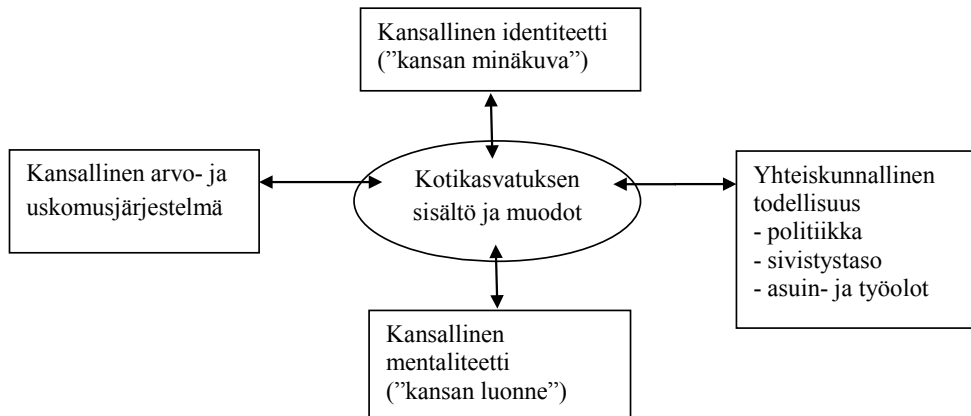 Kansallinen identiteetti
(”kansan minäkuva”)
Kansallinen arvo- ja
uskomusjärjestelmä
Kotikasvatuksen
sisältö ja muodot
Yhteiskunnallinen
todellisuus
- politiikka
- sivistystaso
- asuin- ja työolot
Kansallinen
mentaliteetti
(”kansan luonne”)